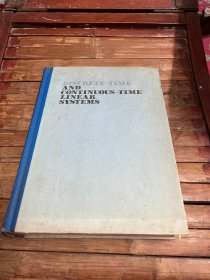 DISCRETE-TIME
AND
CONTINUOUS-TIME
LINEAR
SYSTEMS